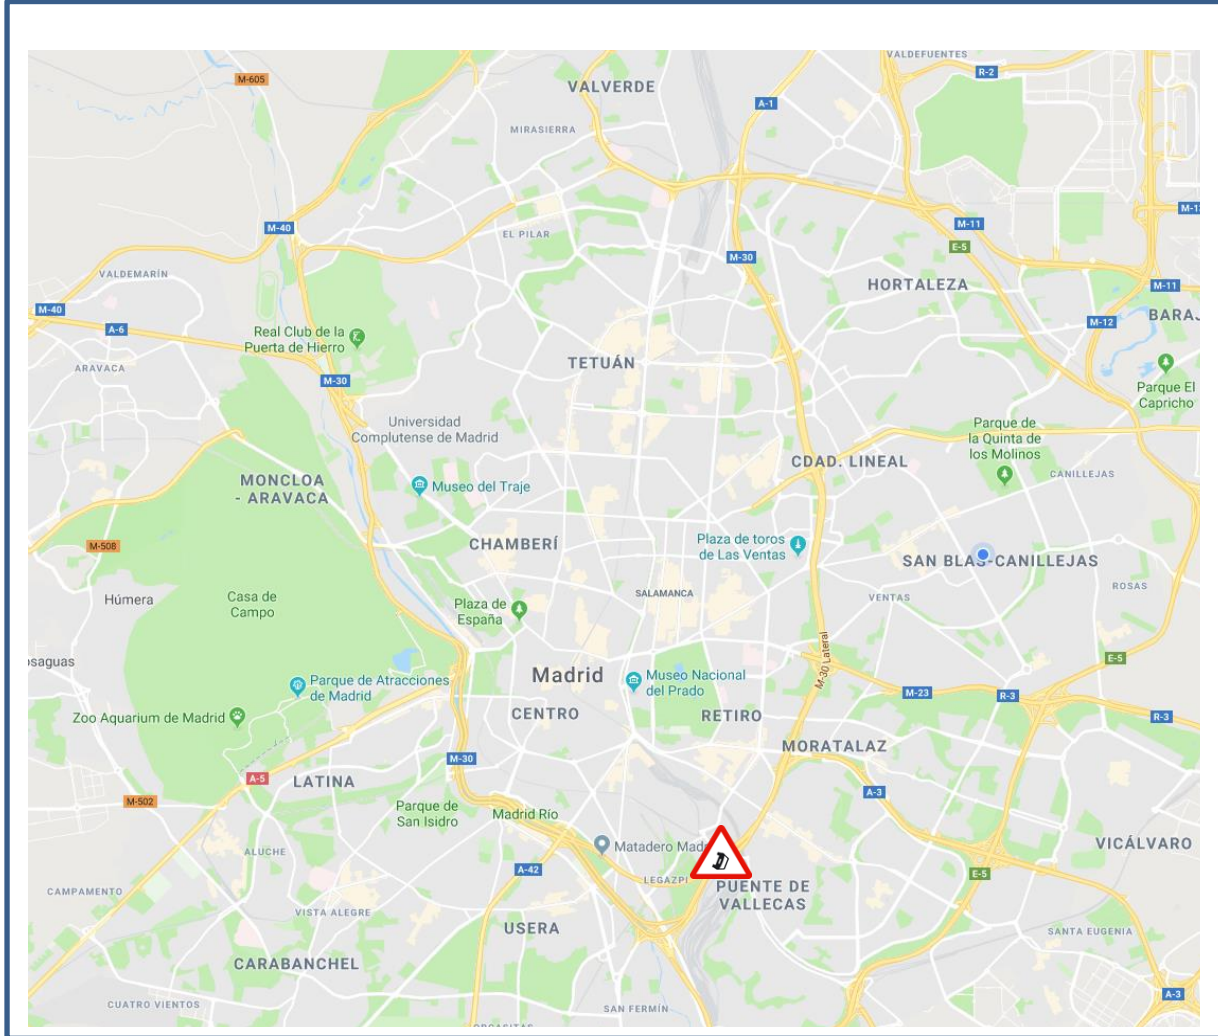 VALDEFUENTES
R-2
M-605
VALVERDE
A-1
MIRASIERRA
M-40
EL PILAR
M-11
E-5
M-30
VALDEMARÍN
HORTALEZA
M-11
M-40
A-6
Real Club de la
Puerta de Hierro
M-12
ARAVACA
TETUÁN
M-30
Parque El
Capricho
Universidad
Complutense de Madrid
Parque de
la Quinta de
los Molinos
CDAD. LINEAL
CANILLEJAS
MONCLOA
- ARAVACA
Museo del Traje
M-508
CHAMBERÍ
Plaza de toros
de Las Ventas
SAN BLAS-CANILLEJAS
ROSAS
Húmera
Casa de
Campo
Plaza de
España
SALAMANCA
VENTAS
M-30 Lateral
E-5
Madrid
Parque de Atracciones
de Madrid
Museo Nacional
del Prado
M-23
R-3
R-3
Zoo Aquarium de Madrid
CENTRO
RETIRO
MORATALAZ
M-30
A-5
LATINA
A-3
M-502
Parque de
San Isidro
Madrid Río
Matadero Mad
VICÁLVARO
ALUCHE
A-42
LEGAZPI
E-5
CAMPAMENTO
PUENTE DE
VALLECAS
VISTA ALEGRE
USERA
SANTA EUGENIA
CARABANCHEL
A-3
CUATRO VIENTOS
SAN FERMÍN